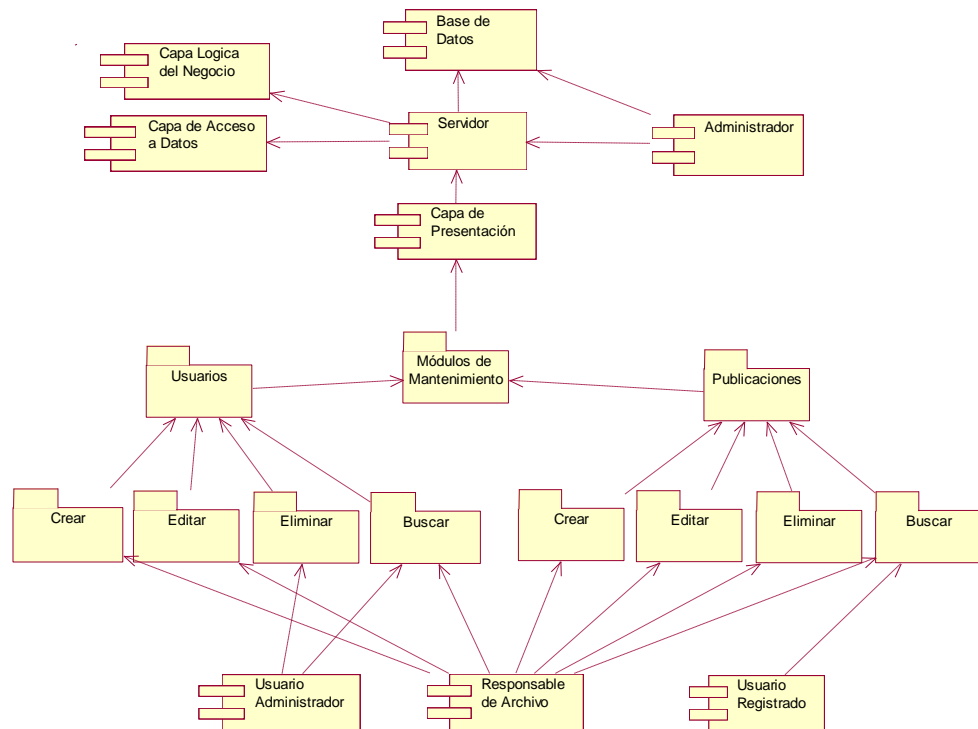 Base de
Datos
Capa Logica
del Negocio
Capa de Acceso
a Datos
Servidor
Administrador
Capa de
Presentación
Usuarios
Módulos de
Mantenimiento
Publicaciones
Crear
Editar
Eliminar
Buscar
Crear
Editar
Eliminar
Buscar
Usuario
Administrador
Responsable
de Archivo
Usuario
Registrado